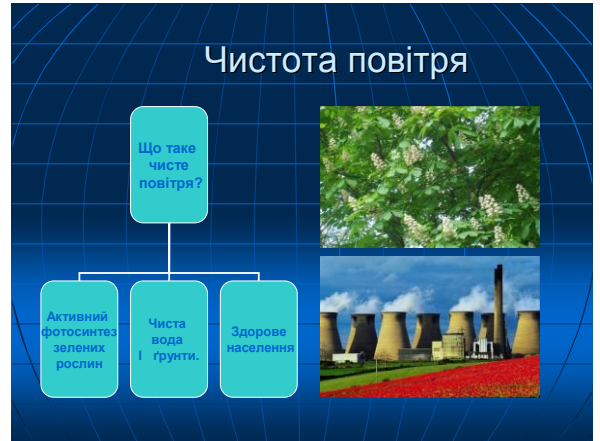 Чистота повітря
Що таке
чисте
повітря?
Активний
фотосинтез
зелених
рослин
Чиста
вода
І ґрунти.
Здорове
населення